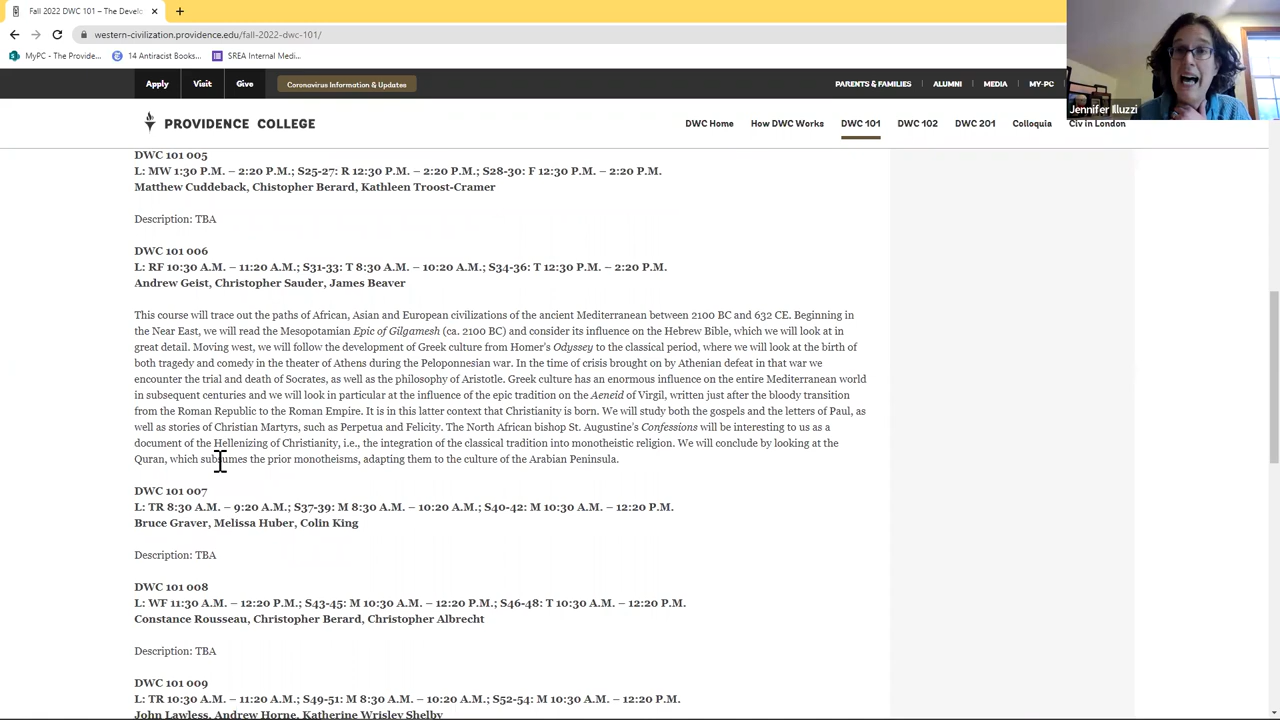 Fall 2022 DWC 101 – The Develo
western-civilization.providence.edu/fall-2022-dwc-101/
MyPC - The Provide...
14 Antiracist Books...
SREA Internal Medi...
Jennifer Illuzzi
Apply
Visit
Give
Coronavirus Information & Updates
PARENTS & FAMILIES
ALUMNI
MEDIA
MY-PC
PROVIDENCE COLLEGE
DWC Home
How DWC Works
DWC 101
DWC 102
DWC 201
Colloquia
Civ in London
DWC 101 005
L: MW 1:30 P.M. – 2:20 P.M.; S25-27: R 12:30 P.M. – 2:20 P.M.; S28-30: F 12:30 P.M. – 2:20 P.M.
Matthew Cuddeback, Chistopher Berard, Kathleen Troost-Cramer
Description: TBA
DWC 101 006
L: RF 10:30 A.M. – 11:20 A.M.; S31-33: T 8:30 A.M. – 10:20 A.M.; S34-36: T 12:30 P.M. – 2:20 P.M.
Andrew Geist, Christopher Sauder, James Beaver
This course will trace out the paths of African, Asian and European civilizations of the ancient Mediterranean between 2100 BC and 632 CE. Beginning in
the Near East, we will read the Mesopotamian Epic of Gilgamesh (ca. 2100 BC) and consider its influence on the Hebrew Bible, which we will look at in
great detail. Moving west, we will follow the development of Greek culture from Homer's Odyssey to the classical period, where we will look at the birth of
both tragedy and comedy in the theater of Athens during the Peloponnesian war. In the time of crisis brought on by Athenian defeat in that war we
encounter the trial and death of Socrates, as well as the philosophy of Aristotle. Greek culture has an enormous influence on the entire Mediterranean world
in subsequent centuries and we will look in particular at the influence of the epic tradition on the Aeneid of Virgil, written just after the bloody transition
from the Roman Republic to the Roman Empire. It is in this latter context that Christianity is born. We will study both the gospels and the letters of Paul, as
well as stories of Christian Martyrs, such as Perpetua and Felicity. The North African bishop St. Augustine's Confessions will be interesting to us as a
document of the Hellenizing of Christianity, i.e., the integration of the classical tradition into monotheistic religion. We will conclude by looking at the
Quran, which subsumes the prior monotheisms, adapting them to the culture of the Arabian Peninsula.
DWC 101 007
L: TR 8:30 A.M. – 9:20 A.M.; S37-39: M 8:30 A.M. – 10:20 A.M.; S40-42: M 10:30 A.M. – 12:20 P.M.
Bruce Graver, Melissa Huber, Colin King
Description: TBA
DWC 101 008
L: WF 11:30 A.M. – 12:20 P.M.; S43-45: M 10:30 A.M. – 12:20 P.M.; S46-48: T 10:30 A.M. – 12:20 P.M.
Constance Rousseau, Christopher Berard, Christopher Albrecht
Description: TBA
DWC 101 009
L: TR 10:30 A.M. – 11:20 A.M.; S49-51: M 8:30 A.M. – 10:20 A.M.; S52-54: M 10:30 A.M. – 12:20 P.M.
John Lawless, Andrew Horne, Katherine Wrisley Shelby